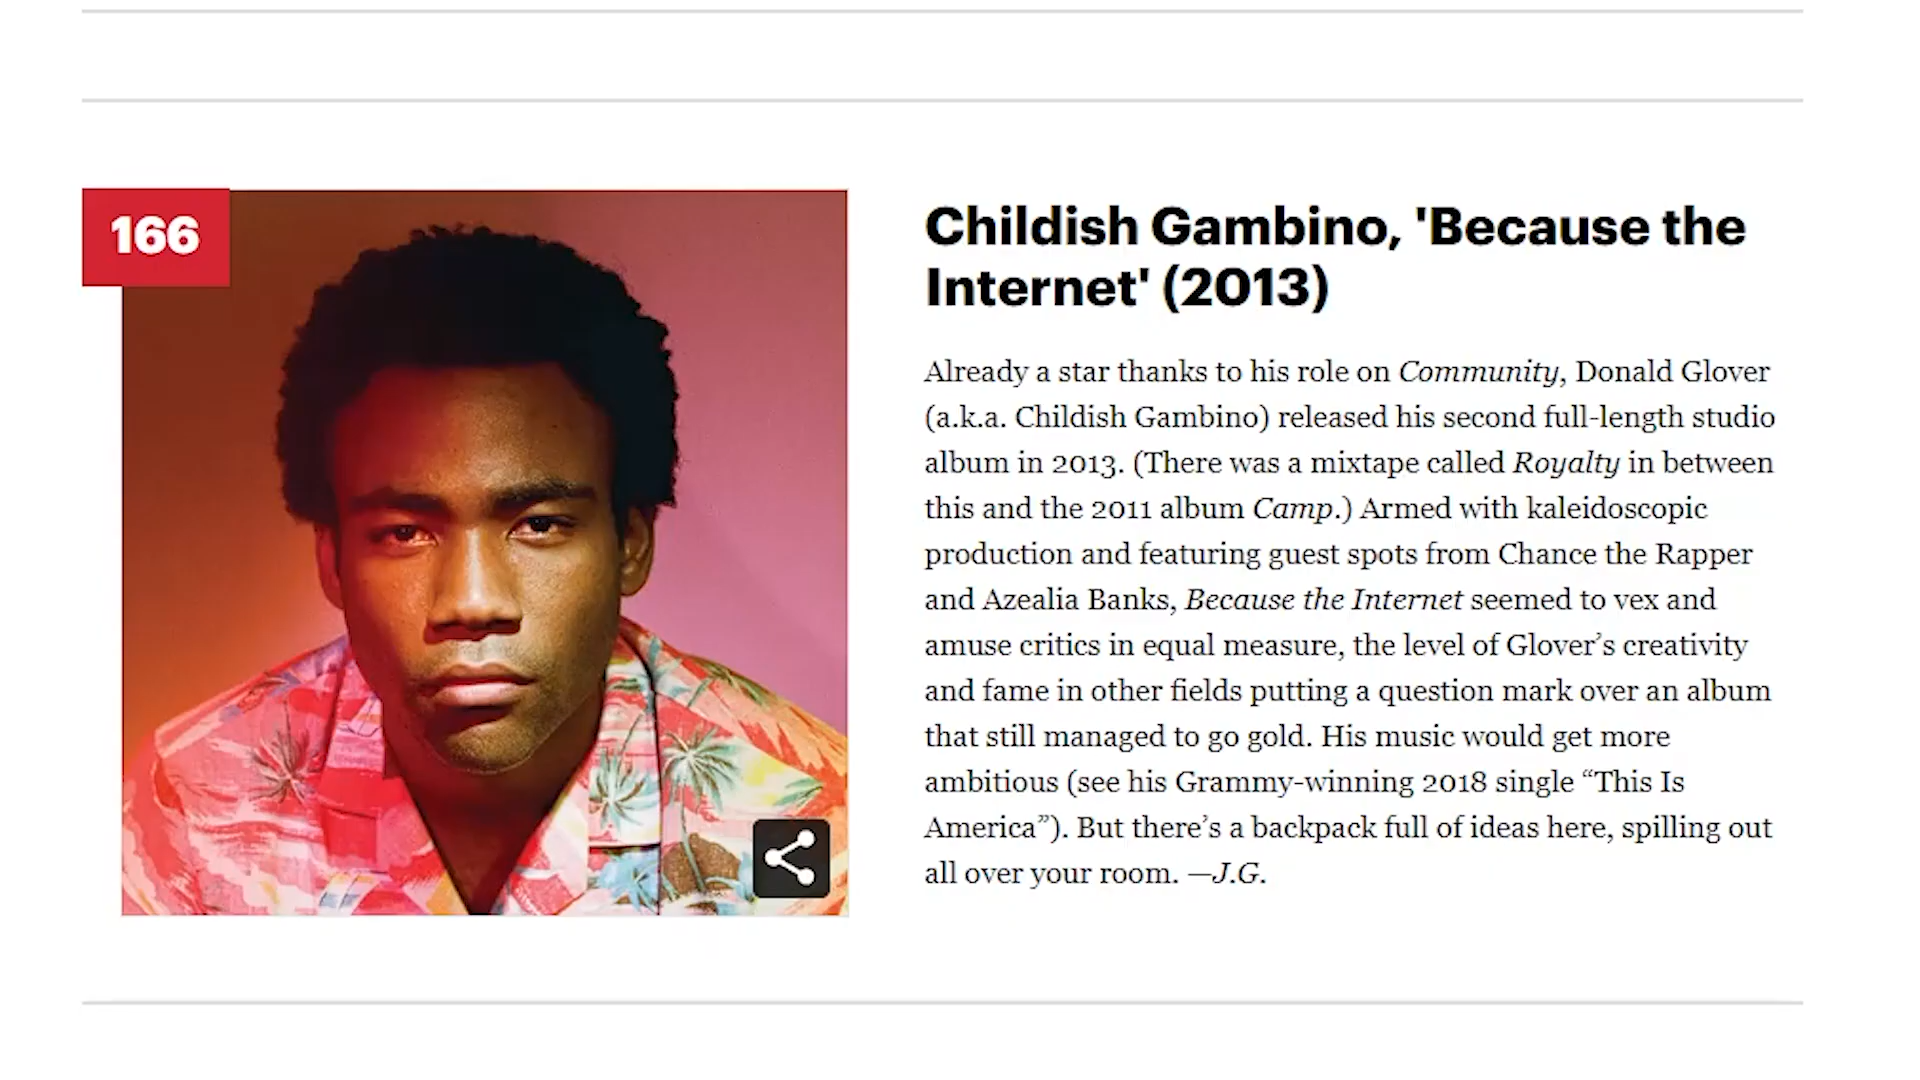 166
Childish Gambino, 'Because the
Internet' (2013)
Already a star thanks to his role on Community, Donald Glover
(a.k.a. Childish Gambino) released his second full-length studio
album in 2013. (There was a mixtape called Royalty in between
this and the 2011 album Camp.) Armed with kaleidoscopic
production and featuring guest spots from Chance the Rapper
and Azealia Banks, Because the Internet seemed to vex and
amuse critics in equal measure, the level of Glover’s creativity
and fame in other fields putting a question mark over an album
that still managed to go gold. His music would get more
ambitious (see his Grammy-winning 2018 single “This Is
America”). But there’s a backpack full of ideas here, spilling out
all over your room. —J.G.